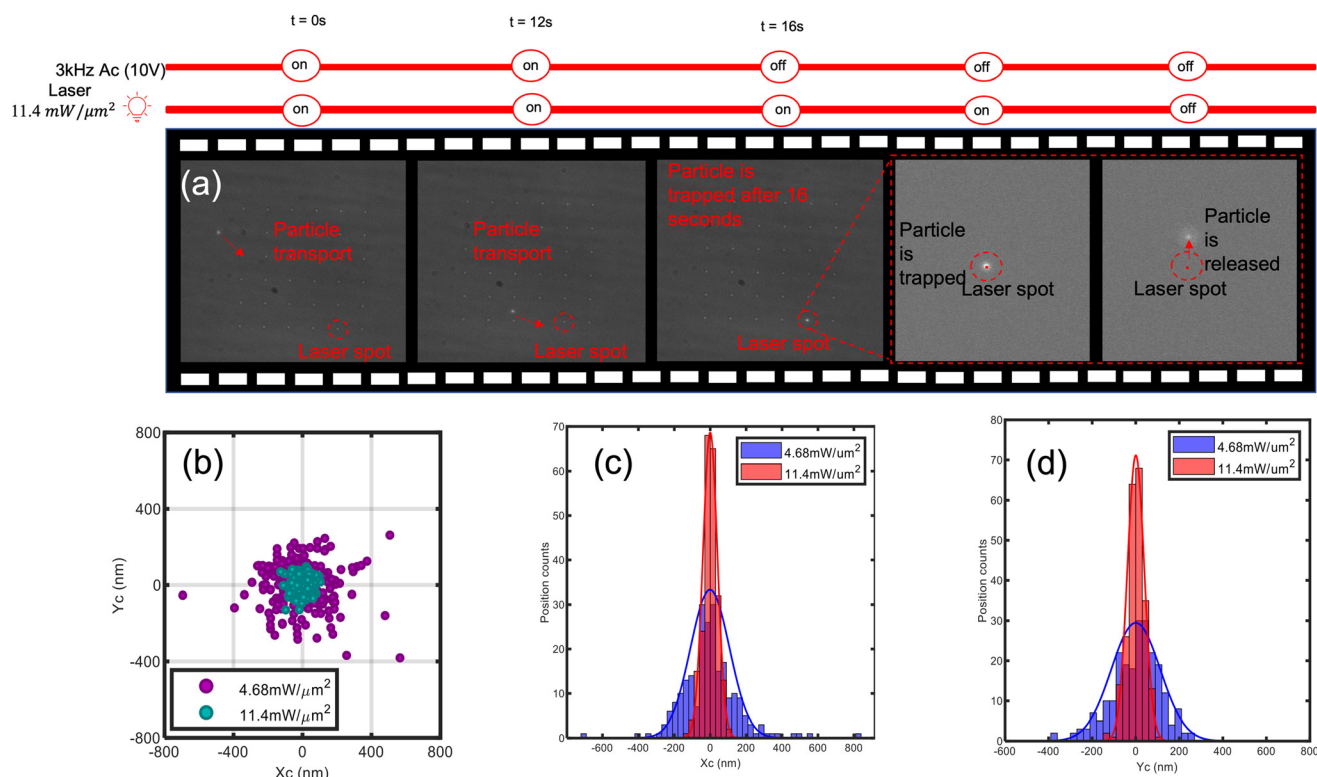 t = 0s
t = 12s
t = 16s
3kHz Ac (10V)
on
on
off
off
off
Laser
11.4 mW/μm²
on
on
on
on
off
(a)
Particle
transport
Laser spot
Particle
transport
Laser spot
Particle is
trapped after 16
seconds
Laser spot
Particle
is
trapped
Laser spot
Particle
is
released
Laser spot
(b)
800
400
0
-400
-800
Yc (nm)
4.68mW/μm²
11.4mW/μm²
-800
-400
0
400
800
Xc (nm)
(c)
70
60
50
40
30
20
10
0
Position counts
4.68mW/um²
11.4mW/um²
-600
-400
-200
0
200
400
600
800
Xc (nm)
(d)
80
70
60
50
40
30
20
10
0
Position counts
4.68mW/um²
11.4mW/um²
-600
-400
-200
0
200
400
600
800
Yc (nm)